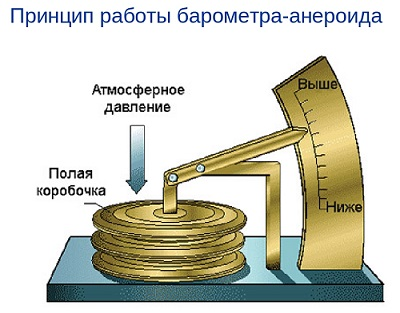 Принцип работы барометра-анероида
Выше
Атмосферное
давление
Полая
коробочка
Ниже